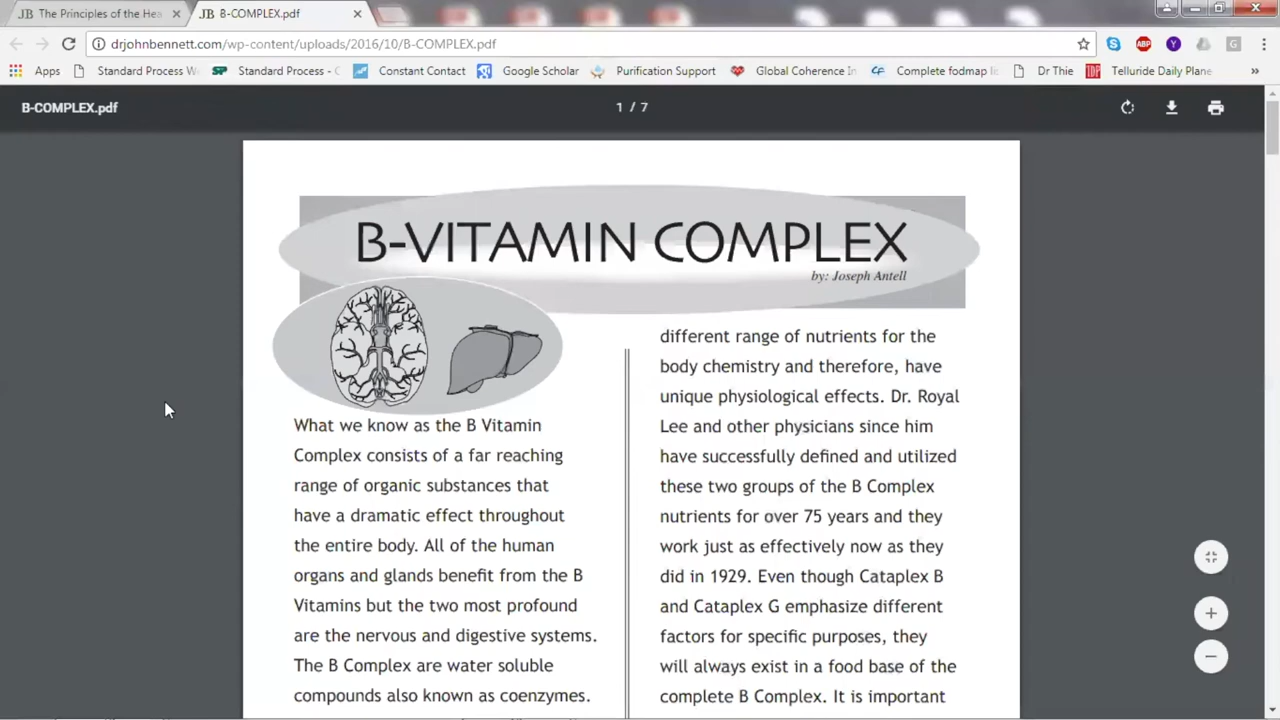 The Principles of the Hea
B-COMPLEX.pdf
drjohnbennett.com/wp-content/uploads/2016/10/B-COMPLEX.pdf
Apps Standard Process W Standard Process - Constant Contact Google Scholar Purification Support Global Coherence In Complete fodmap lis Dr Thie Telluride Daily Plane »
B-COMPLEX.pdf
1 / 7
B-VITAMIN COMPLEX
by: Joseph Antell
What we know as the B Vitamin
Complex consists of a far reaching
range of organic substances that
have a dramatic effect throughout
the entire body. All of the human
organs and glands benefit from the B
Vitamins but the two most profound
are the nervous and digestive systems.
The B Complex are water soluble
compounds also known as coenzymes.
different range of nutrients for the
body chemistry and therefore, have
unique physiological effects. Dr. Royal
Lee and other physicians since him
have successfully defined and utilized
these two groups of the B Complex
nutrients for over 75 years and they
work just as effectively now as they
did in 1929. Even though Cataplex B
and Cataplex G emphasize different
factors for specific purposes, they
will always exist in a food base of the
complete B Complex. It is important